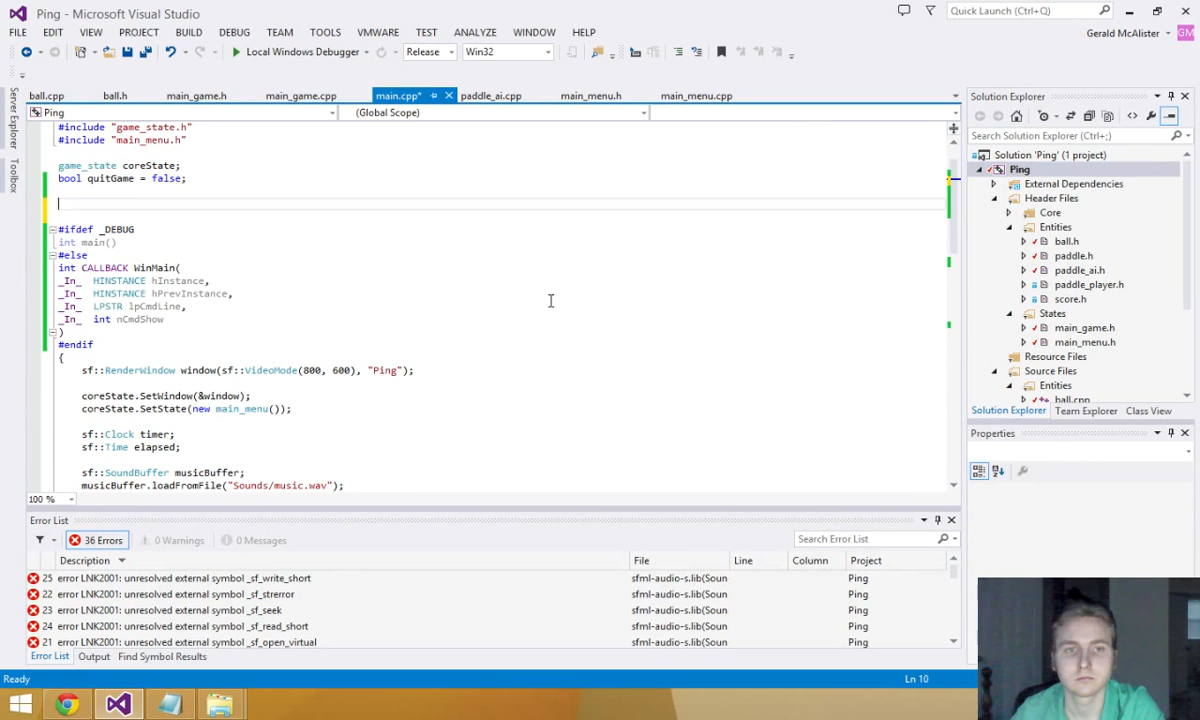 Ping - Microsoft Visual Studio
Quick Launch (Ctrl+;)
FILE EDIT VIEW PROJECT BUILD DEBUG TEAM TOOLS VMWARE TEST ANALYZE WINDOW HELP
Gerald McAlister
GM
Local Windows Debugger Release Win32
Server Explorer
Toolbox
ball.cpp ball.h main_game.h main_game.cpp main.cpp* paddle_ai.cpp main_menu.h main_menu.cpp
Ping (Global Scope)
#include "game_state.h"
#include "main_menu.h"
game_state coreState;
bool quitGame = false;
#ifdef _DEBUG
int main()
#else
int CALLBACK WinMain(
_In_ HINSTANCE hInstance,
_In_ HINSTANCE hPrevInstance,
_In_ LPSTR lpCmdLine,
_In_ int nCmdShow
)
#endif
{
sf::RenderWindow window(sf::VideoMode(800, 600), "Ping");
coreState.SetWindow(&window);
coreState.SetState(new main_menu());
sf::Clock timer;
sf::Time elapsed;
sf::SoundBuffer musicBuffer;
musicBuffer.loadFromFile("Sounds/music.wav");
100 %
Solution Explorer
Search Solution Explorer (Ctrl+;)
Solution 'Ping' (1 project)
Ping
External Dependencies
Header Files
Core
Entities
ball.h
paddle.h
paddle_ai.h
paddle_player.h
score.h
States
main_game.h
main_menu.h
Resource Files
Source Files
Entities
ball.cpp
Solution Explorer Team Explorer Class View
Properties
Error List
36 Errors 0 Warnings 0 Messages
Search Error List
Description File Line Column Project
25 error LNK2001: unresolved external symbol _sf_write_short sfml-audio-s.lib(Soun Ping
22 error LNK2001: unresolved external symbol _sf_strerror sfml-audio-s.lib(Soun Ping
23 error LNK2001: unresolved external symbol _sf_seek sfml-audio-s.lib(Soun Ping
24 error LNK2001: unresolved external symbol _sf_read_short sfml-audio-s.lib(Soun Ping
21 error LNK2001: unresolved external symbol _sf_open_virtual sfml-audio-s.lib(Soun Ping
Error List Output Find Symbol Results
Ready
Ln 10